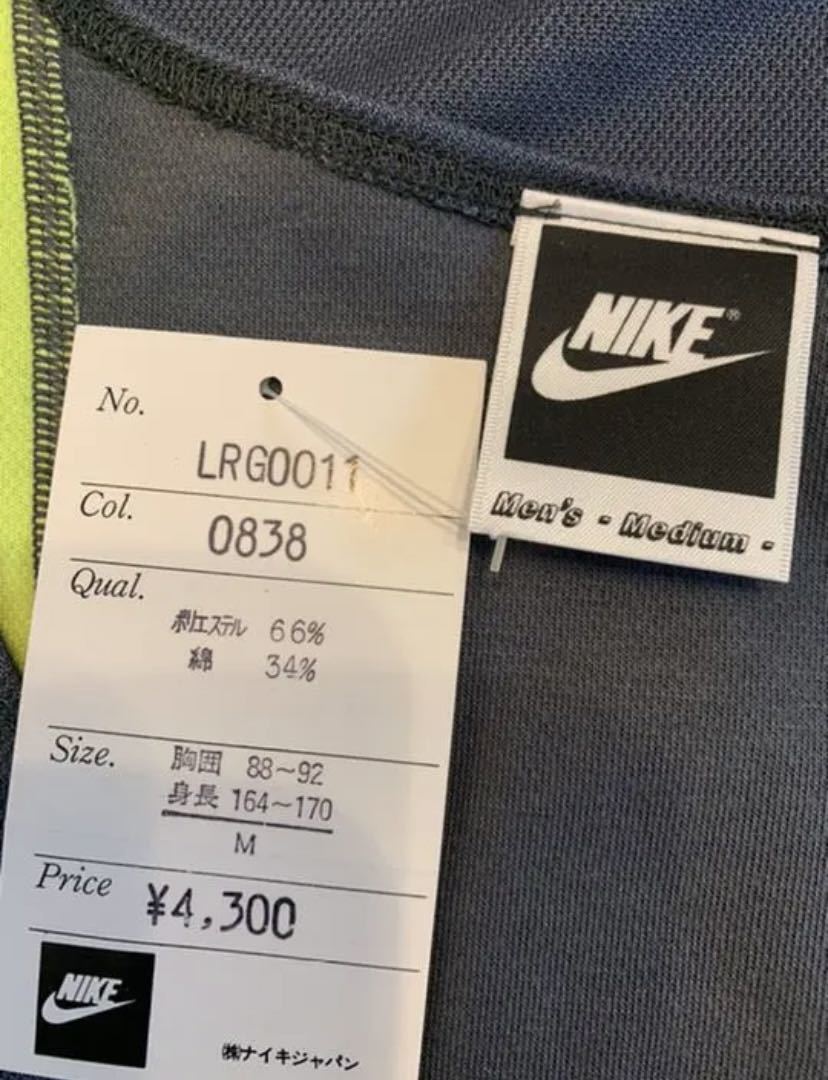 No.
LRG0011
Col.
0838
Qual.
ポリエステル 66%
綿 34%
Size.
胸囲 88~92
身長 164~170
M
Price
¥4,300
NIKE
㈱ナイキジャパン
NIKE®
Men's - Medium -